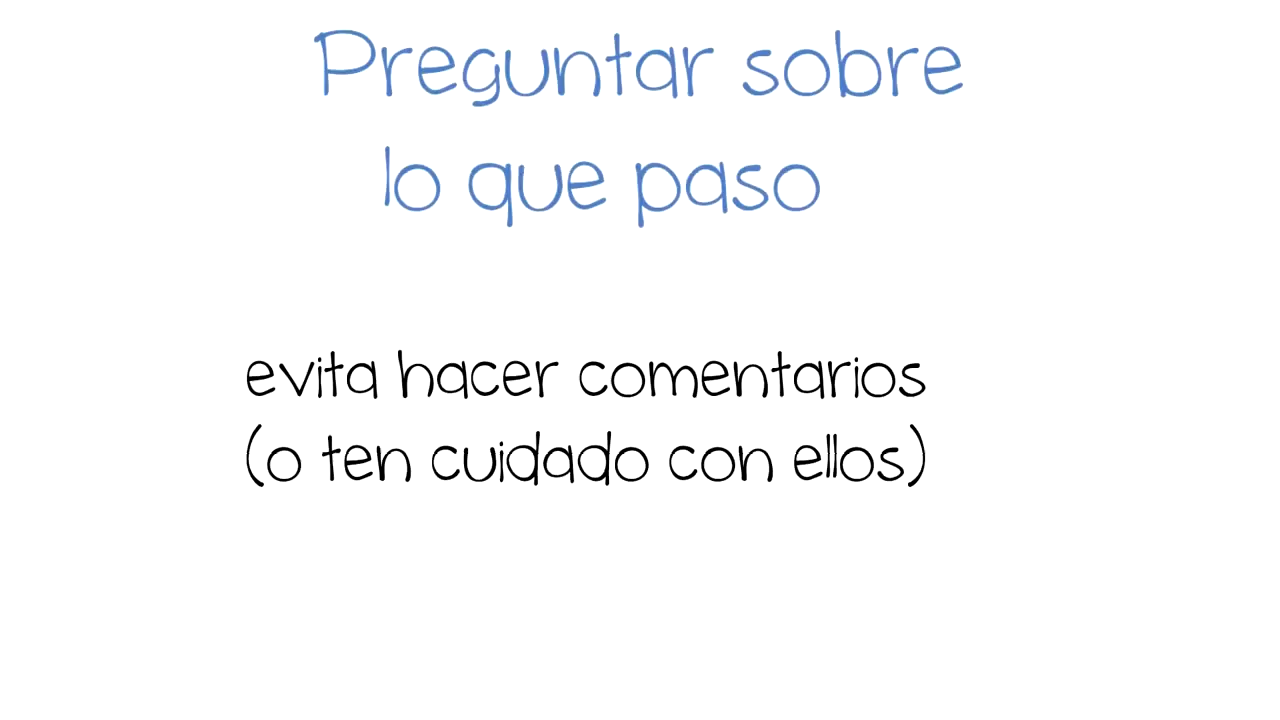 Preguntar sobre
lo que paso
evita hacer comentarios
(o ten cuidado con ellos)